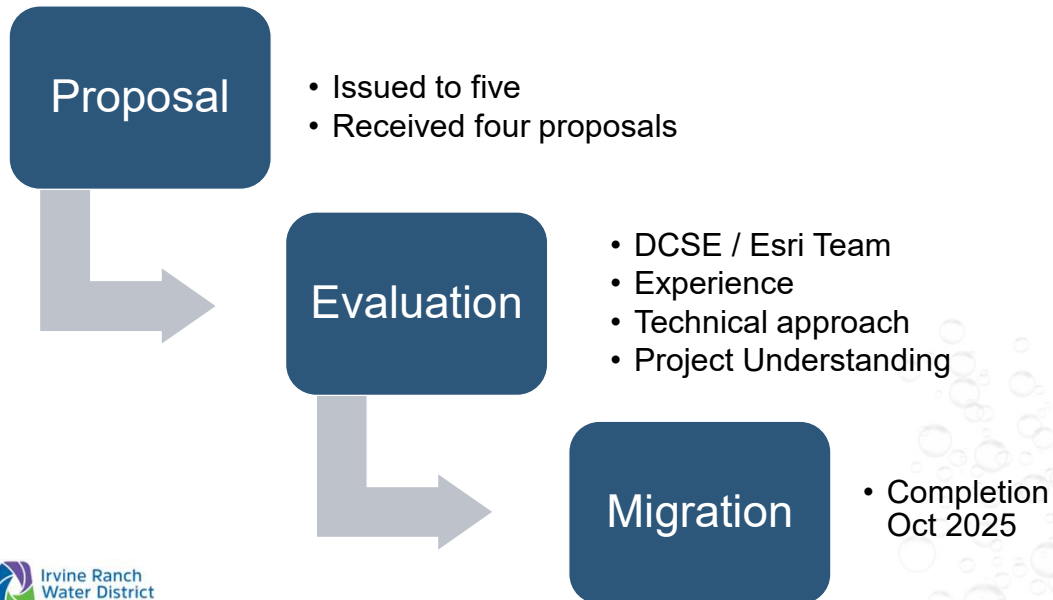 Proposal
• Issued to five
• Received four proposals
Evaluation
• DCSE / Esri Team
• Experience
• Technical approach
• Project Understanding
Migration
• Completion
Oct 2025
Irvine Ranch
Water District